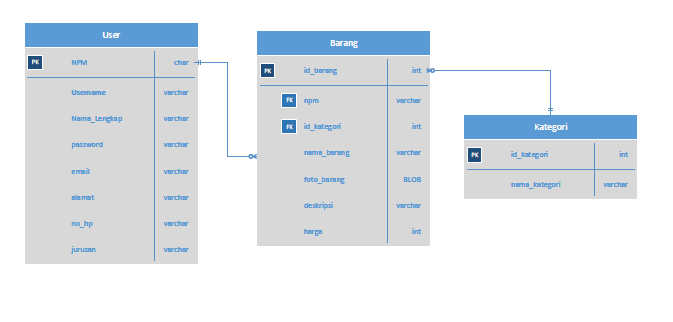 User
PK NPM char
Username varchar
Nama_Lengkap varchar
password varchar
email varchar
alamat varchar
no_hp varchar
jurusan varchar
Barang
PK id_barang int
FK npm varchar
FK id_kategori int
nama_barang varchar
foto_barang BLOB
deskripsi varchar
harga int
Kategori
PK id_kategori int
nama_kategori varchar